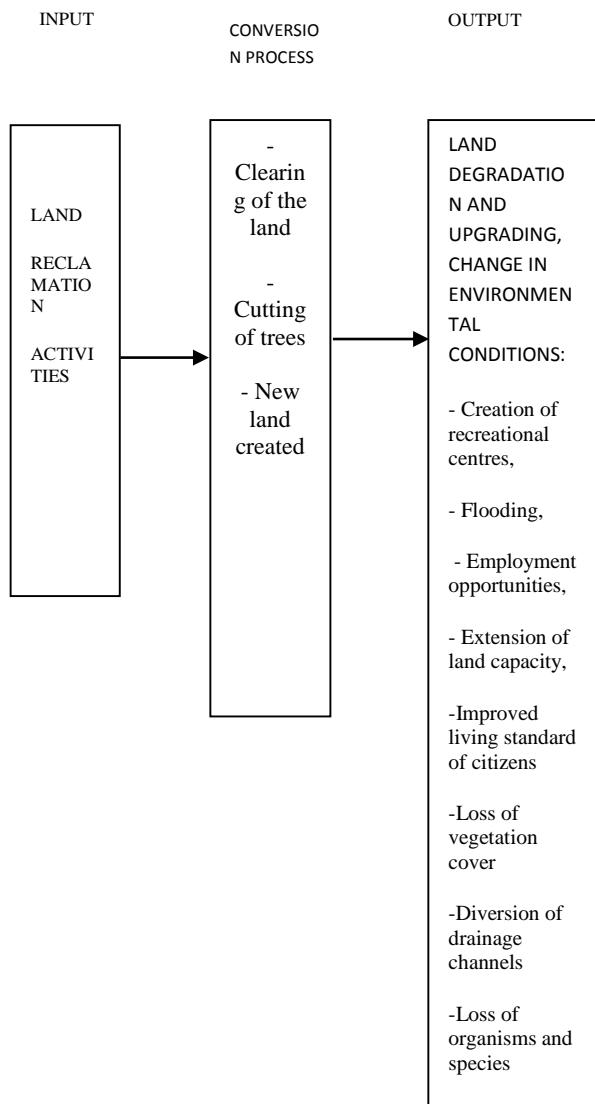 INPUT
CONVERSIO
N PROCESS
OUTPUT
LAND
RECLA
MATIO
N
ACTIVI
TIES
-
Clearin
g of the
land
-
Cutting
of trees
- New
land
created
LAND
DEGRADATIO
N AND
UPGRADING,
CHANGE IN
ENVIRONMEN
TAL
CONDITIONS:
- Creation of
recreational
centres,
- Flooding,
- Employment
opportunities,
- Extension of
land capacity,
-Improved
living standard
of citizens
-Loss of
vegetation
cover
-Diversion of
drainage
channels
-Loss of
organisms and
species